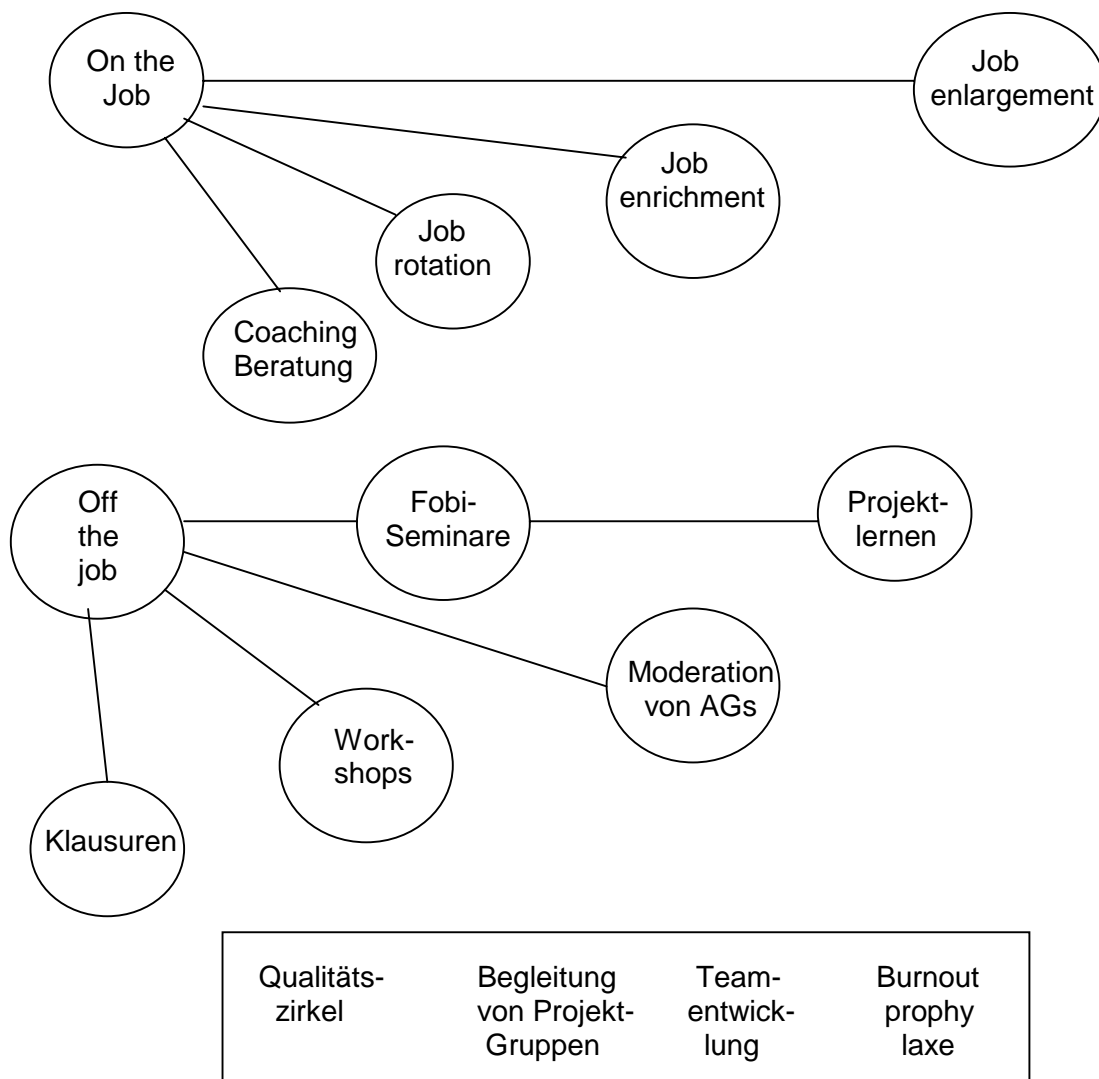 On the
Job
Job
enlargement
Job
enrichment
Job
rotation
Coaching
Beratung
Off
the
job
Fobi-
Seminare
Projekt-
lernen
Moderation
von AGs
Work-
shops
Klausuren
Qualitäts-
zirkel
Begleitung
von Projekt-
Gruppen
Team-
entwick-
lung
Burnout
prophy
laxe